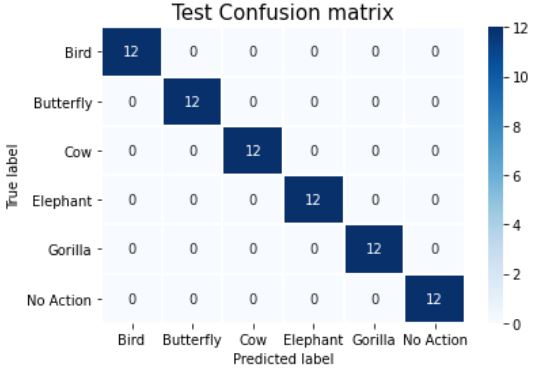 Test Confusion matrix
Bird 12 0 0 0 0 0
Butterfly 0 12 0 0 0 0
Cow 0 0 12 0 0 0
Elephant 0 0 0 12 0 0
Gorilla 0 0 0 0 12 0
No Action 0 0 0 0 0 12
Bird Butterfly Cow Elephant Gorilla No Action
Predicted label
True label
12
10
8
6
4
2
0